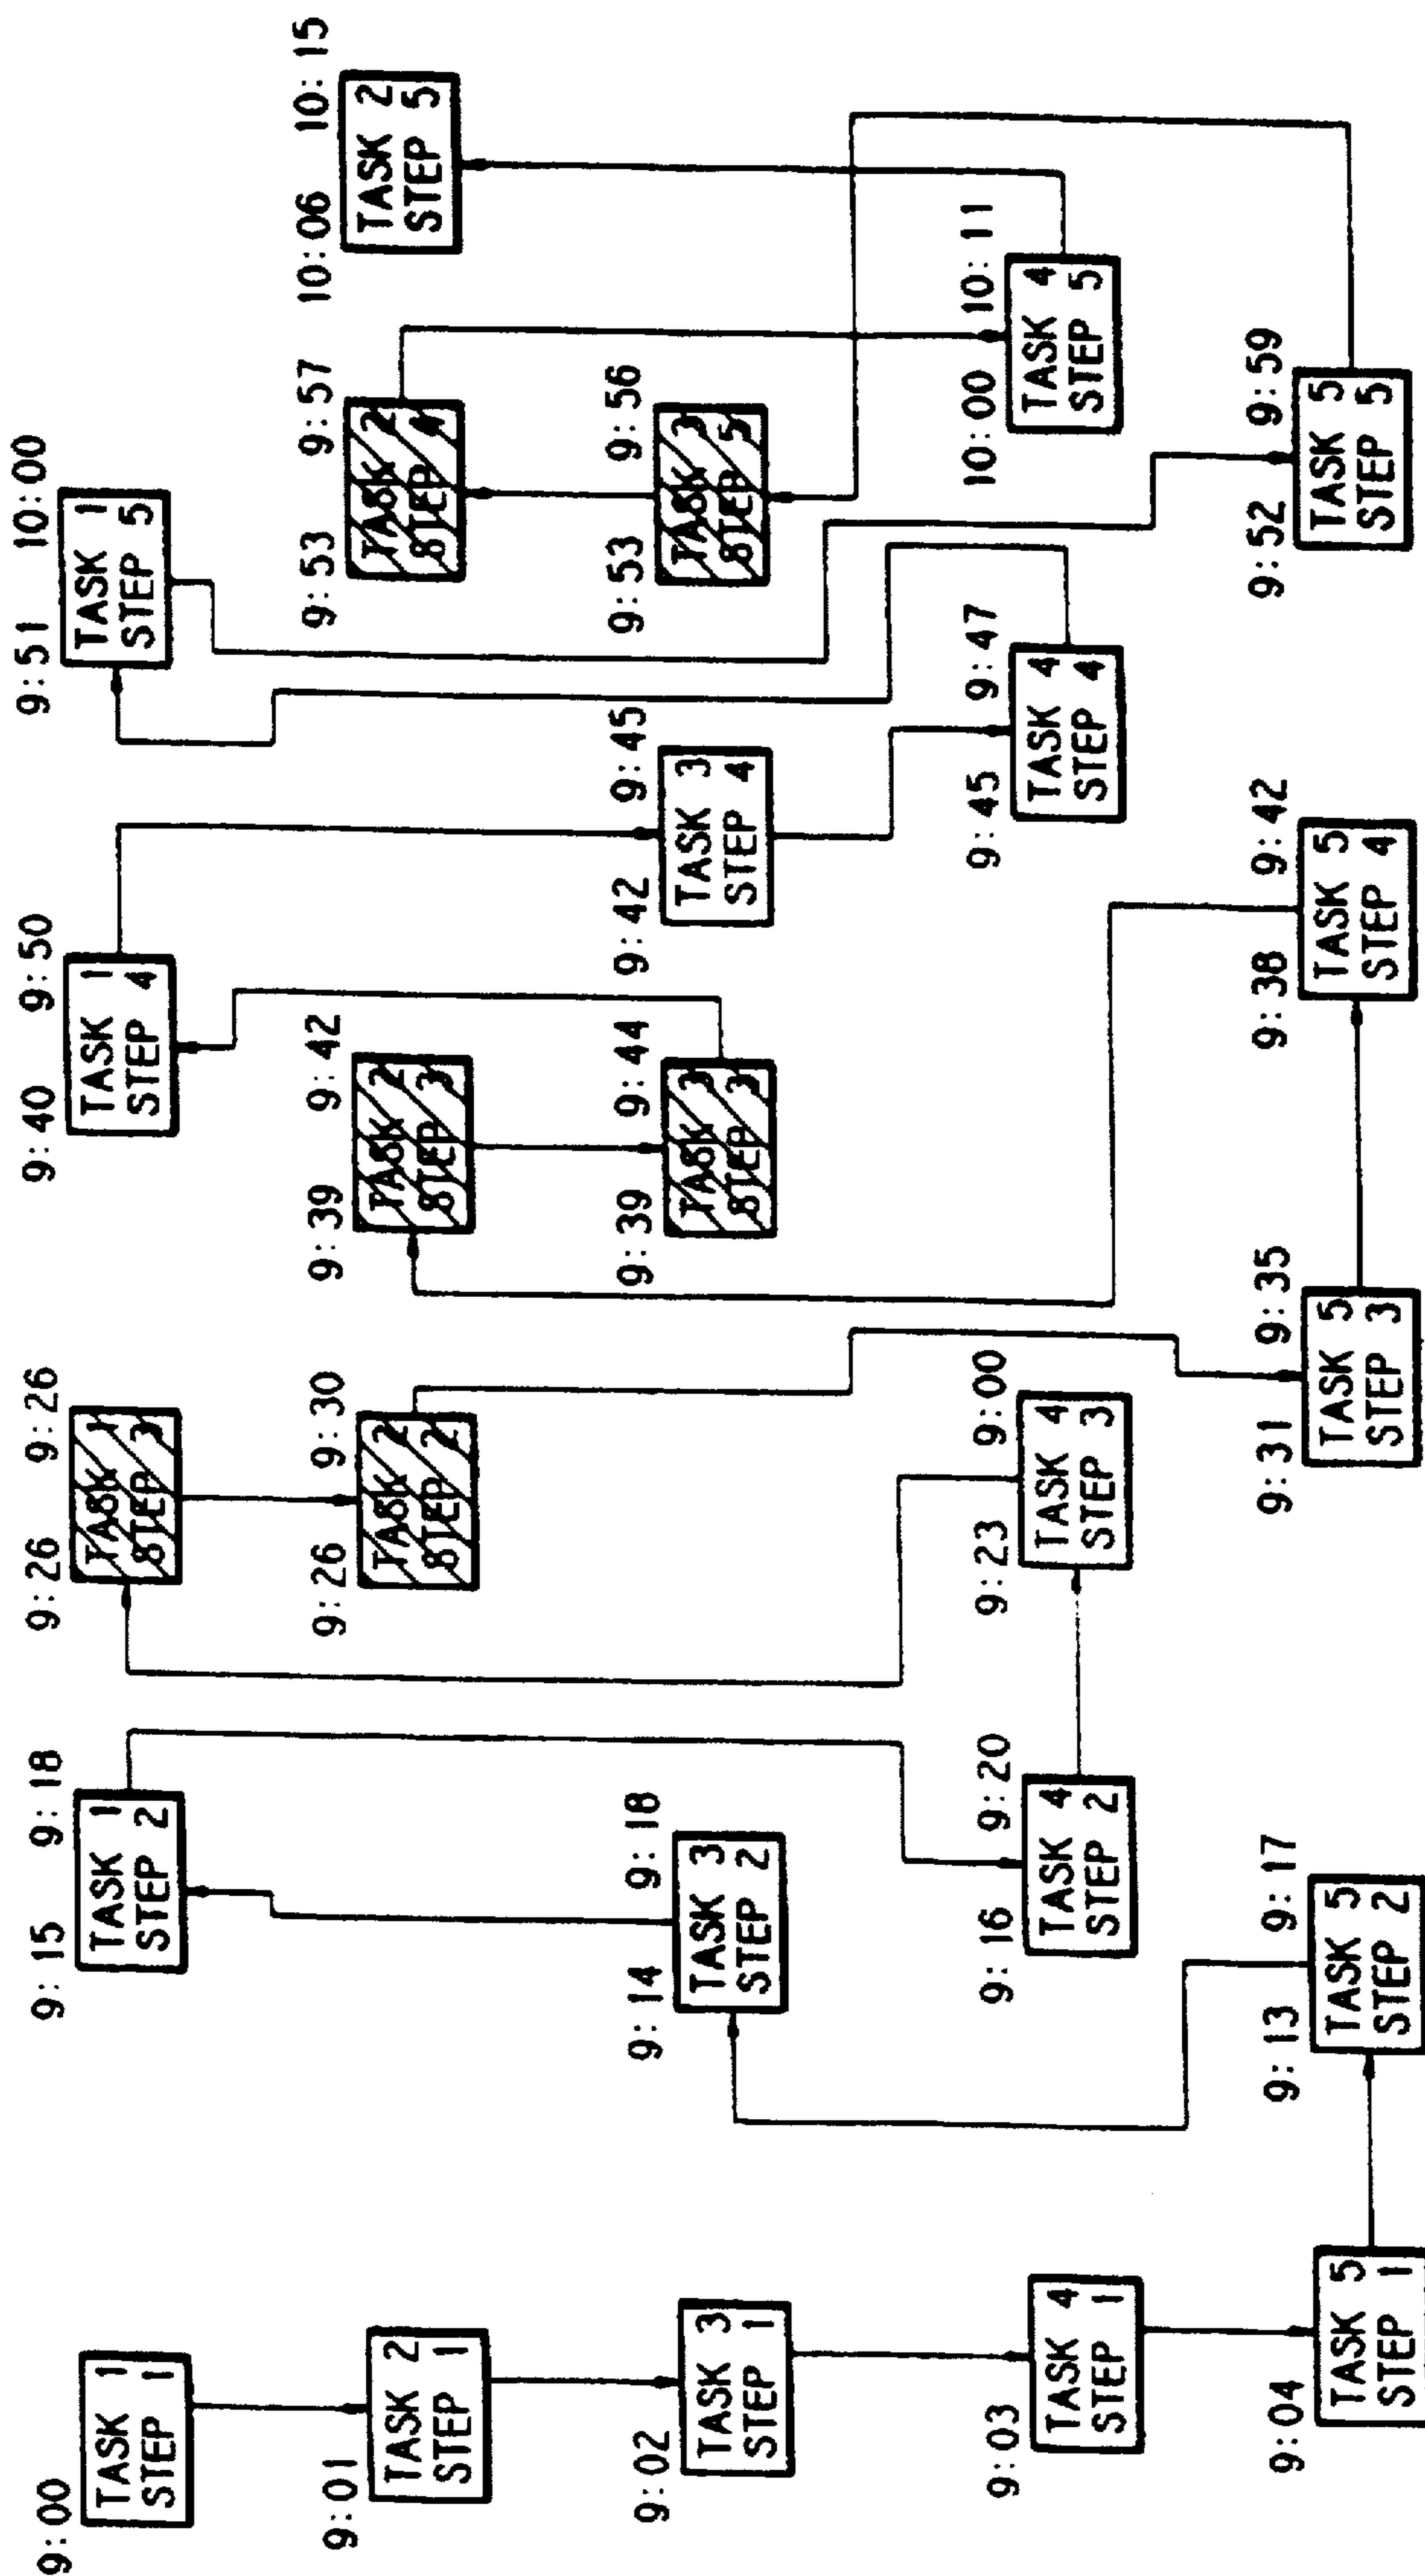 9:00
TASK 1
STEP 1
9:15 9:18
TASK 1
STEP 2
9:26 9:26
TASK 1
STEP 3
9:40 9:50
TASK 1
STEP 4
9:51 10:00
TASK 1
STEP 5
9:01
TASK 2
STEP 1
9:26 9:30
TASK 2
STEP 2
9:39 9:42
TASK 2
STEP 3
9:53 9:57
TASK 2
STEP 4
10:06 10:15
TASK 2
STEP 5
9:02
TASK 3
STEP 1
9:14 9:18
TASK 3
STEP 2
9:39 9:44
TASK 3
STEP 3
9:42 9:45
TASK 3
STEP 4
9:53 9:56
TASK 3
STEP 5
9:03
TASK 4
STEP 1
9:16 9:20
TASK 4
STEP 2
9:23 9:00
TASK 4
STEP 3
9:45 9:47
TASK 4
STEP 4
10:00 10:11
TASK 4
STEP 5
9:04
TASK 5
STEP 1
9:13 9:17
TASK 5
STEP 2
9:31 9:35
TASK 5
STEP 3
9:38 9:42
TASK 5
STEP 4
9:52 9:59
TASK 5
STEP 5